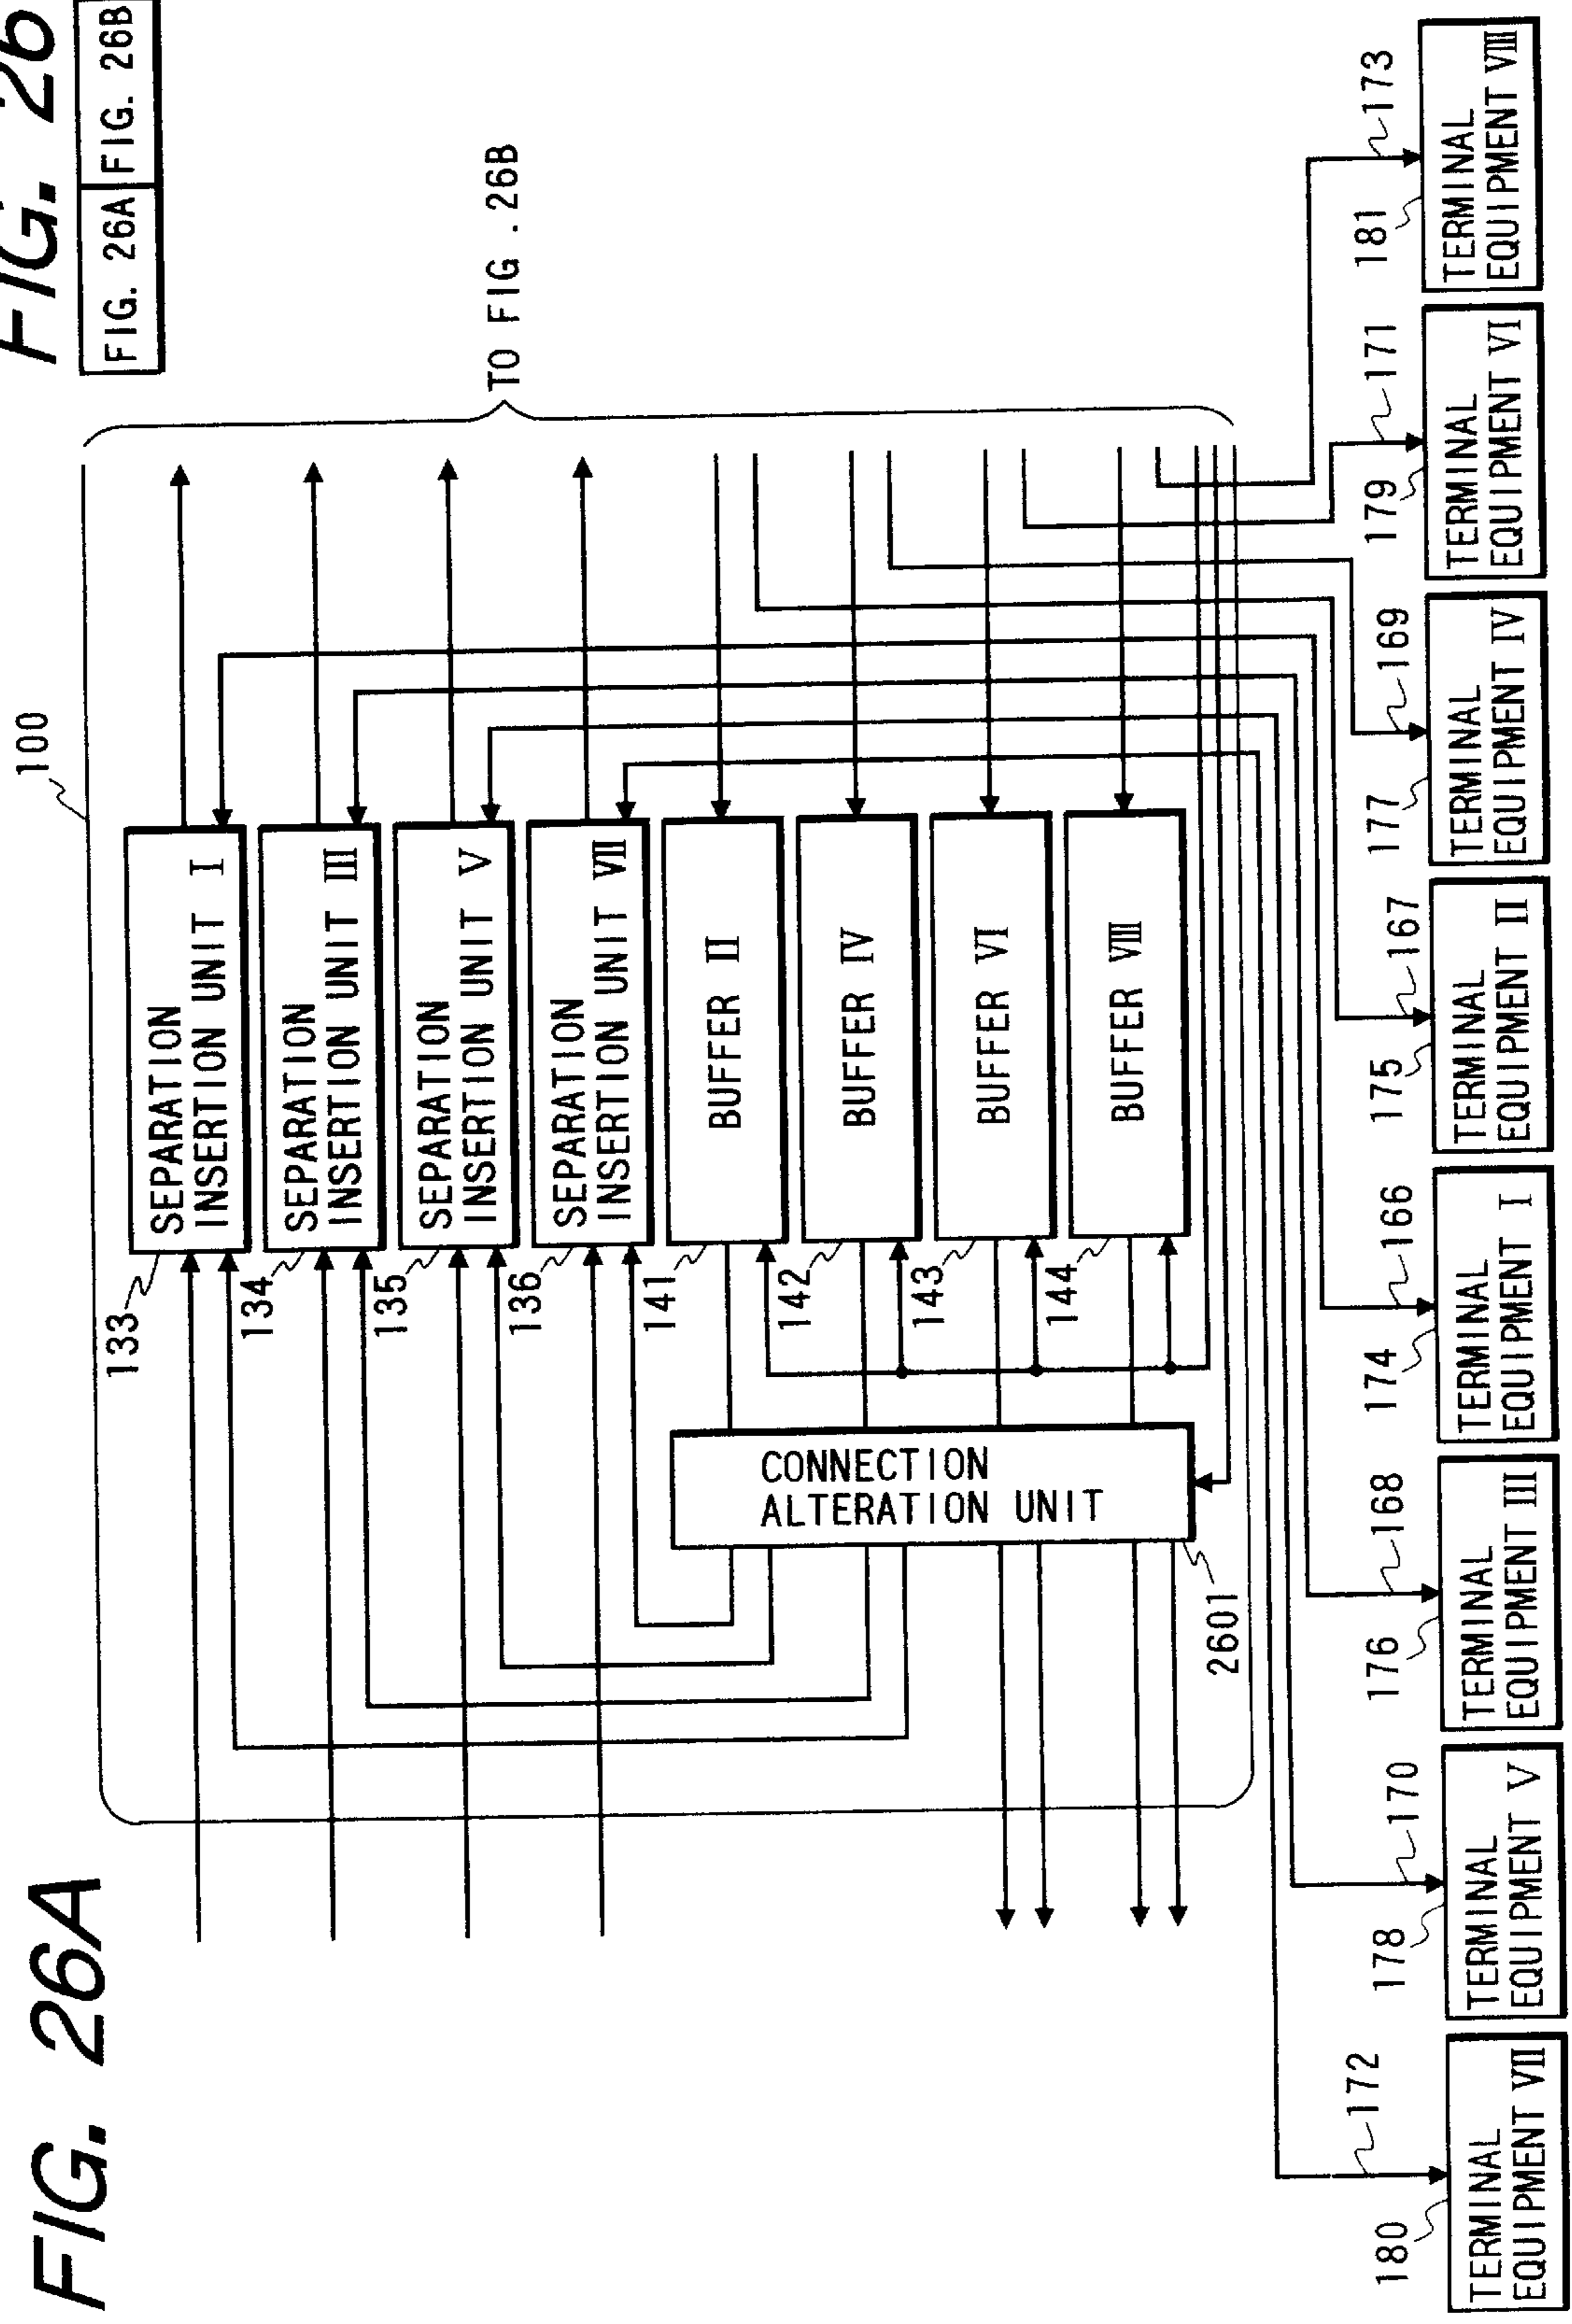 FIG. 26A
FIG. 26
FIG. 26A
FIG. 26B
100
TO FIG. 26B
133
SEPARATION
INSERTION UNIT I
134
SEPARATION
INSERTION UNIT III
135
SEPARATION
INSERTION UNIT V
136
SEPARATION
INSERTION UNIT VII
141
BUFFER II
142
BUFFER IV
143
BUFFER VI
144
BUFFER VIII
CONNECTION
ALTERATION UNIT
2601
172
180
TERMINAL
EQUIPMENT VII
170
178
TERMINAL
EQUIPMENT V
168
176
TERMINAL
EQUIPMENT III
166
174
TERMINAL
EQUIPMENT I
167
175
TERMINAL
EQUIPMENT II
169
177
TERMINAL
EQUIPMENT IV
171
179
TERMINAL
EQUIPMENT VI
173
181
TERMINAL
EQUIPMENT VIII